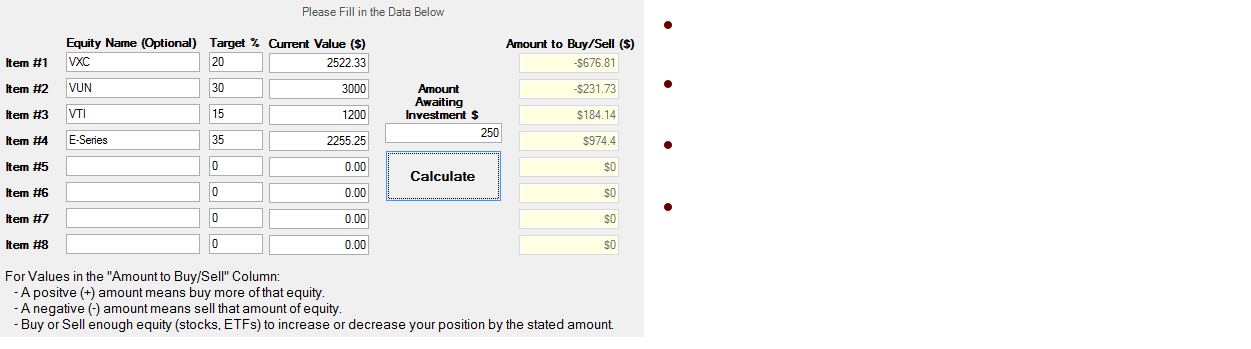 Please Fill in the Data Below
Equity Name (Optional) Target % Current Value ($) Amount to Buy/Sell ($)
Item #1 VXC 20 2522.33 -$676.81
Item #2 VUN 30 3000 -$231.73
Item #3 VTI 15 1200 $184.14
Item #4 E-Series 35 2255.25 $974.4
Item #5 0 0.00 $0
Item #6 0 0.00 $0
Item #7 0 0.00 $0
Item #8 0 0.00 $0
Amount
Awaiting
Investment $
250
Calculate
For Values in the "Amount to Buy/Sell" Column:
- A positve (+) amount means buy more of that equity.
- A negative (-) amount means sell that amount of equity.
- Buy or Sell enough equity (stocks, ETFs) to increase or decrease your position by the stated amount.